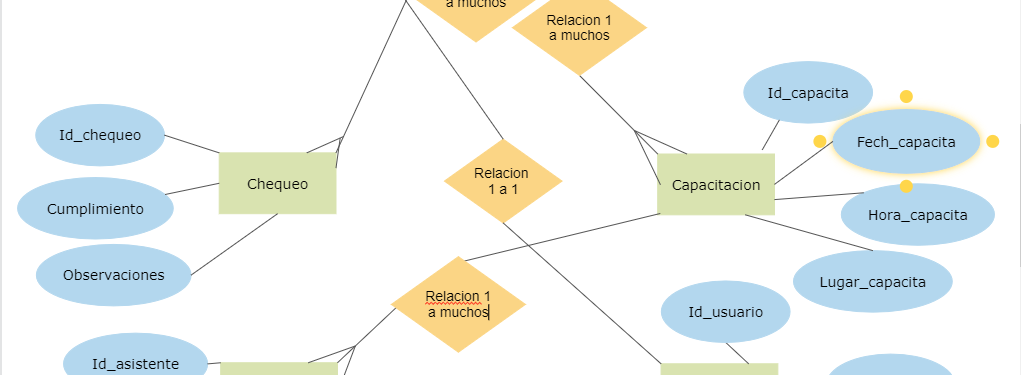 a muchos
Relacion 1
a muchos
Id_capacita
Id_chequeo
Fech_capacita
Relacion
1 a 1
Chequeo
Capacitacion
Cumplimiento
Hora_capacita
Observaciones
Lugar_capacita
Relacion 1
a muchos
Id_usuario
Id_asistente